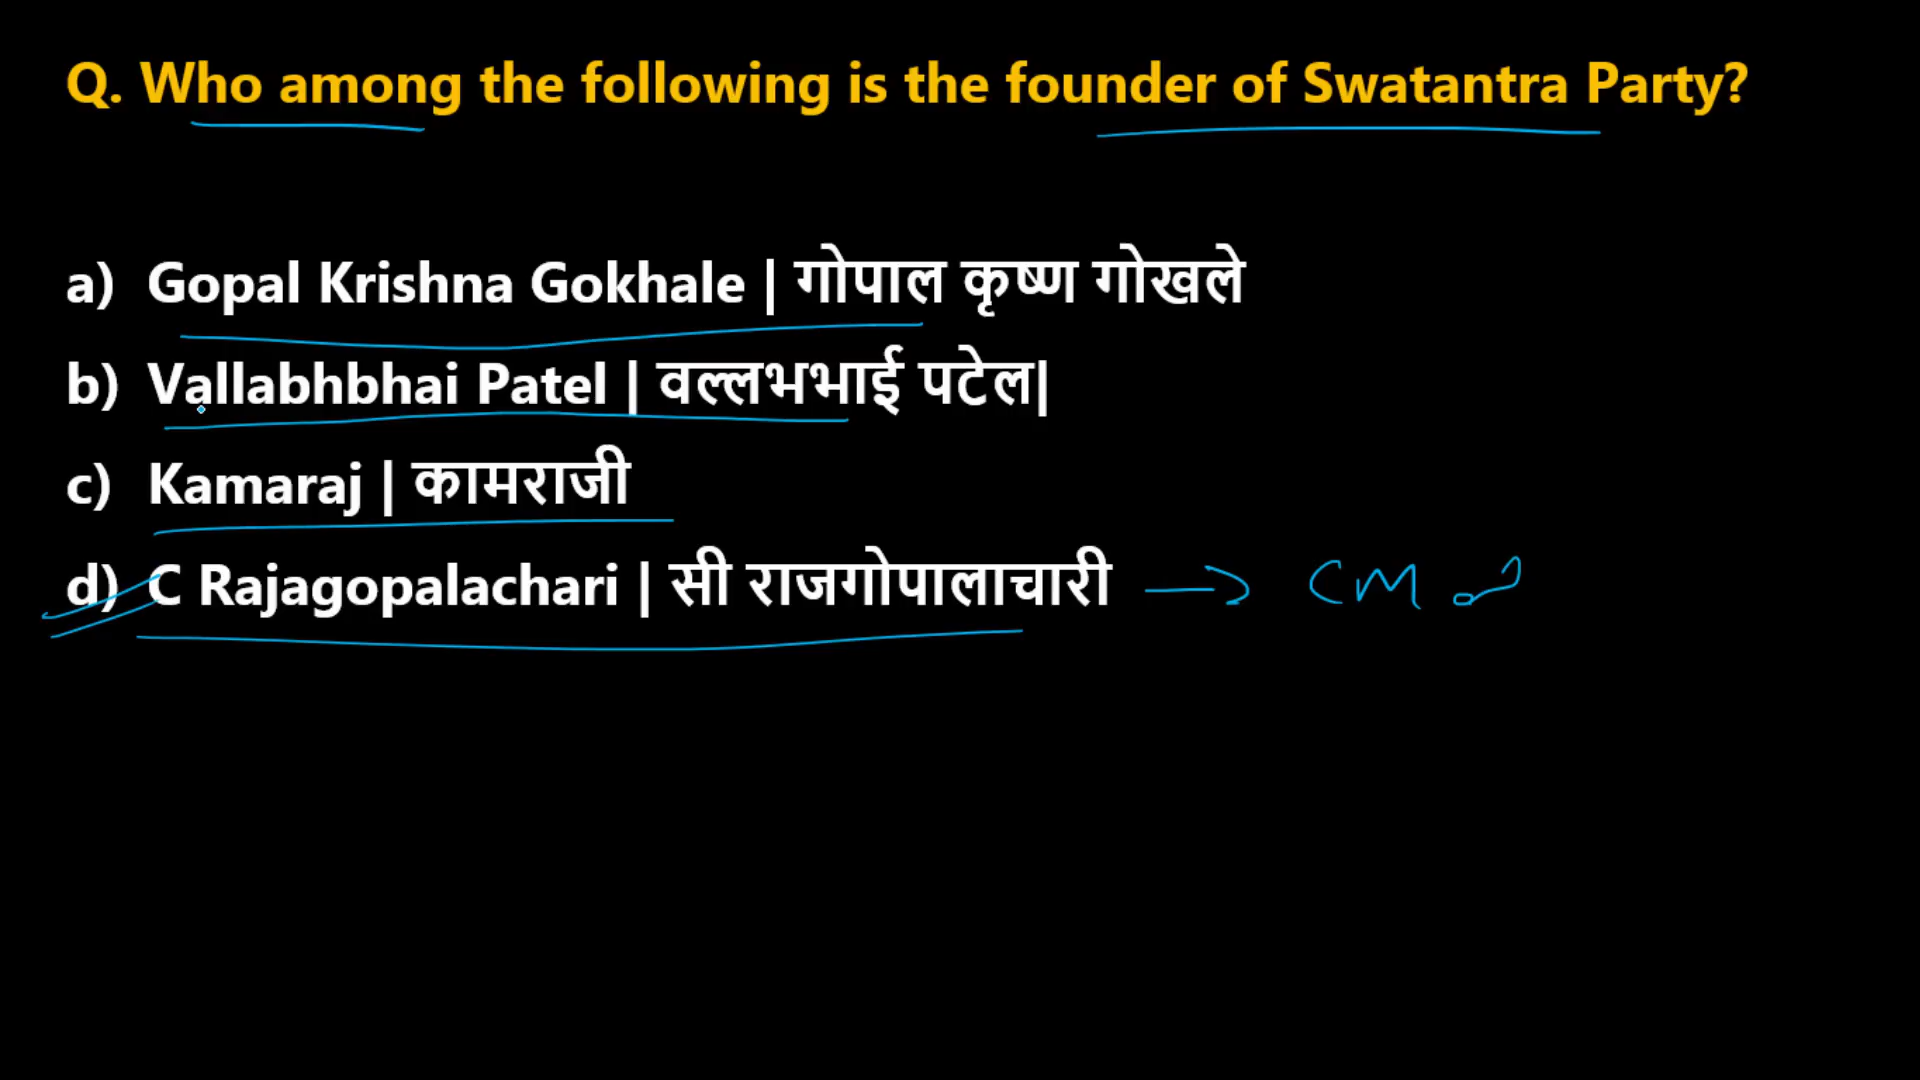 Q. Who among the following is the founder of Swatantra Party?
a) Gopal Krishna Gokhale | गोपाल कृष्ण गोखले
b) Vallabhbhai Patel | वल्लभभाई पटेल|
c) Kamaraj | कामराजी
d) C Rajagopalachari | सी राजगोपालाचारी → CM